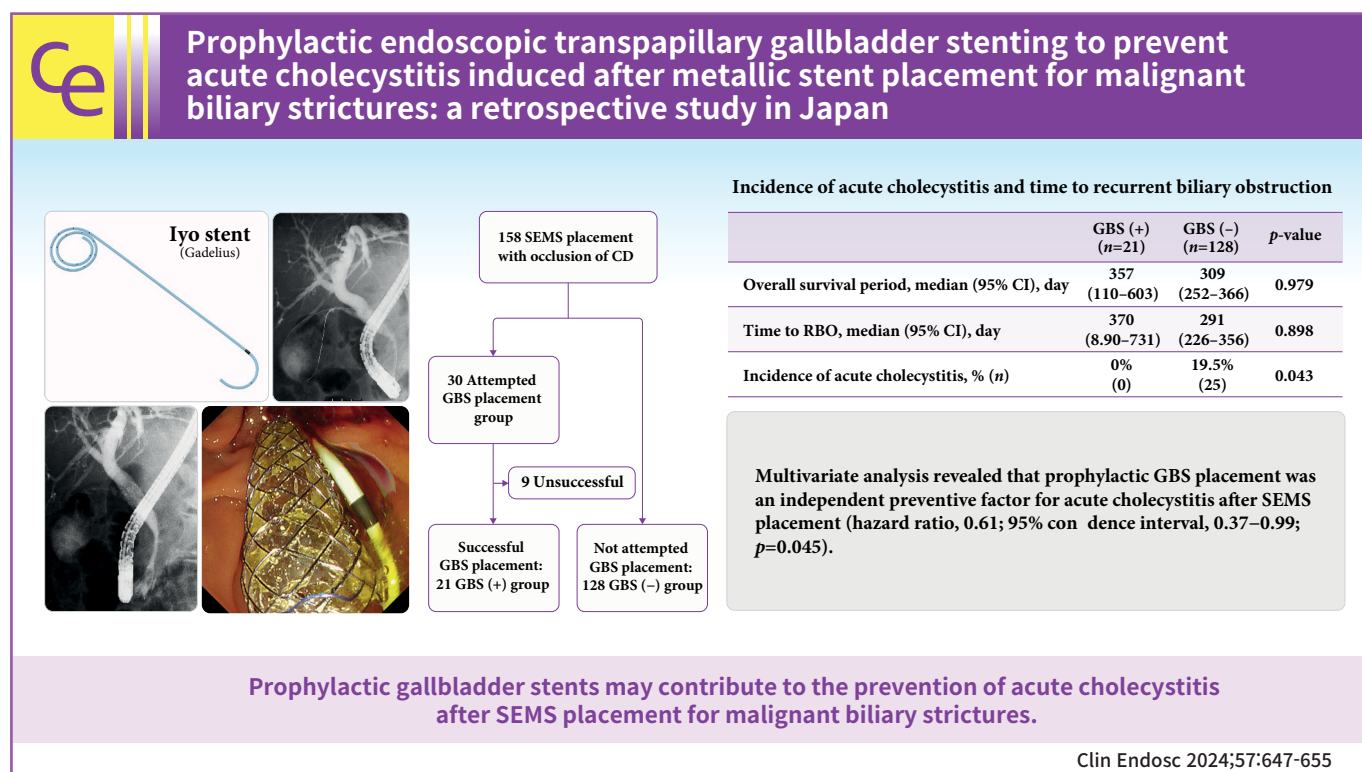 Ce
Prophylactic endoscopic transpapillary gallbladder stenting to prevent
acute cholecystitis induced after metallic stent placement for malignant
biliary strictures: a retrospective study in Japan
Iyo stent
(Gadelius)
158 SEMS placement
with occlusion of CD
30 Attempted
GBS placement
group
9 Unsuccessful
Successful
GBS placement:
21 GBS (+) group
Not attempted
GBS placement:
128 GBS (−) group
Incidence of acute cholecystitis and time to recurrent biliary obstruction
GBS (+)
(n=21)
GBS (–)
(n=128)
p-value
Overall survival period, median (95% CI), day
357
(110–603)
309
(252–366)
0.979
Time to RBO, median (95% CI), day
370
(8.90–731)
291
(226–356)
0.898
Incidence of acute cholecystitis, % (n)
0%
(0)
19.5%
(25)
0.043
Multivariate analysis revealed that prophylactic GBS placement was
an independent preventive factor for acute cholecystitis after SEMS
placement (hazard ratio, 0.61; 95% con dence interval, 0.37−0.99;
p=0.045).
Prophylactic gallbladder stents may contribute to the prevention of acute cholecystitis
after SEMS placement for malignant biliary strictures.
Clin Endosc 2024;57:647-655